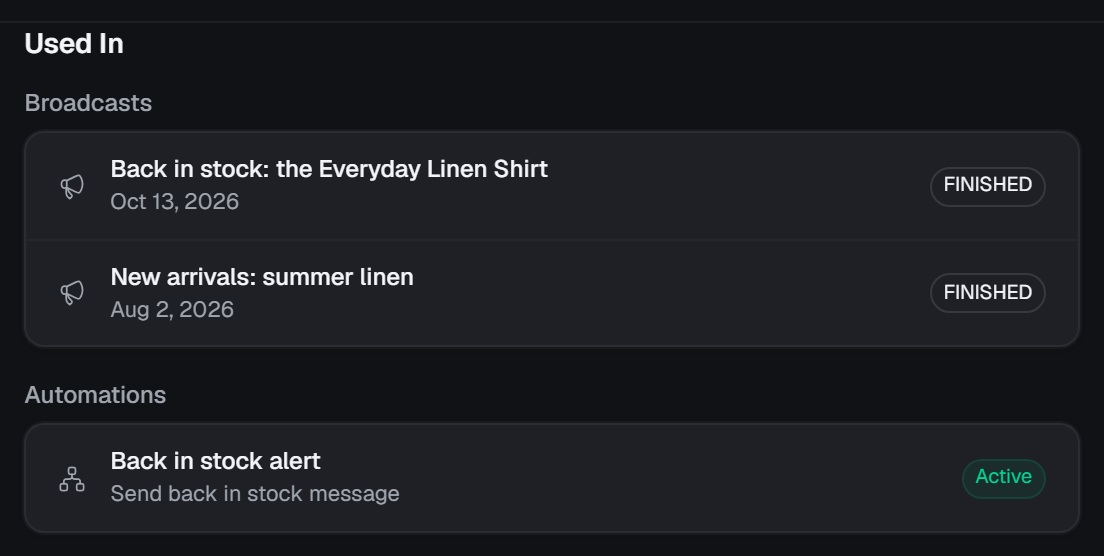 Used In
Broadcasts
Back in stock: the Everyday Linen Shirt
Oct 13, 2026
FINISHED
New arrivals: summer linen
Aug 2, 2026
FINISHED
Automations
Back in stock alert
Send back in stock message
Active